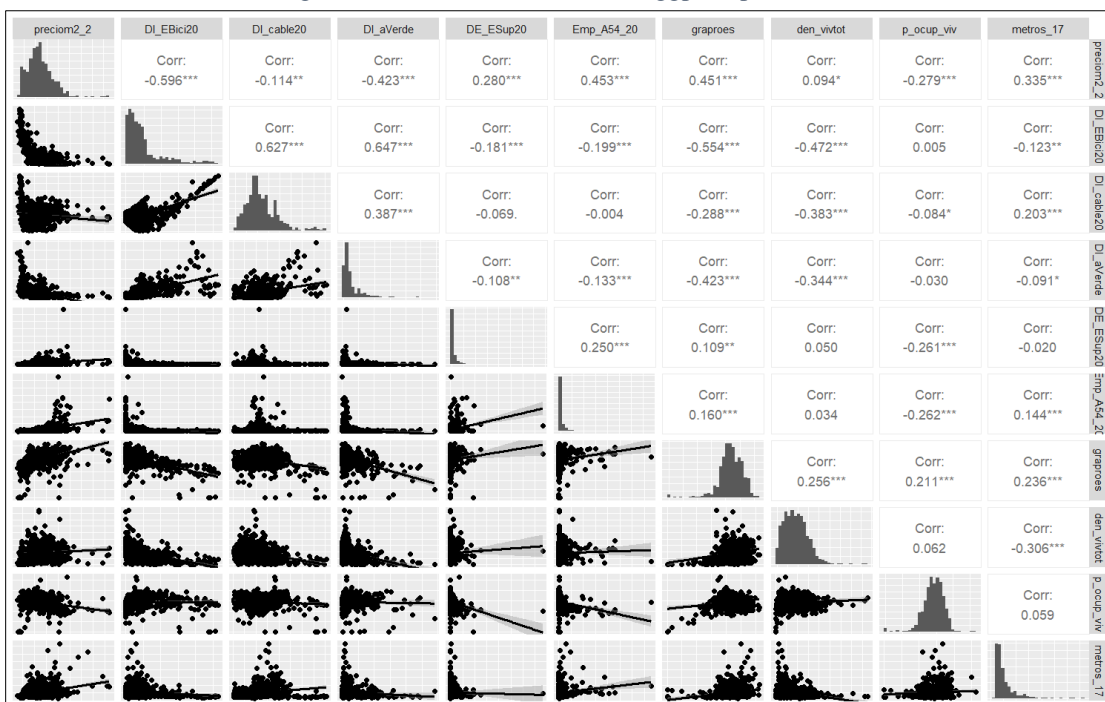 preciom2_2 DI_EBici20 DI_cable20 DI_aVerde DE_ESup20 Emp_A54_20 graproes den_vivtot p_ocup_viv metros_17
Corr: Corr: Corr: Corr: Corr: Corr: Corr: Corr: Corr:
-0.596*** -0.114** -0.423*** 0.280*** 0.453*** 0.451*** 0.094* -0.279*** 0.335***
preciom2_2
Corr: Corr: Corr: Corr: Corr: Corr: Corr: Corr:
0.627*** 0.647*** -0.181*** -0.199*** -0.554*** -0.472*** 0.005 -0.123**
DI_EBici20
Corr: Corr: Corr: Corr: Corr: Corr: Corr:
0.387*** -0.069. -0.004 -0.288*** -0.383*** -0.084* 0.203***
DI_cable20
Corr: Corr: Corr: Corr: Corr: Corr:
-0.108** -0.133*** -0.423*** -0.344*** -0.030 -0.091*
DI_aVerde
Corr: Corr: Corr: Corr: Corr:
0.250*** 0.109** 0.050 -0.261*** -0.020
DE_ESup20
Corr: Corr: Corr: Corr:
0.160*** 0.034 -0.262*** 0.144***
Emp_A54_20
Corr: Corr: Corr:
0.256*** 0.211*** 0.236***
graproes
Corr: Corr:
0.062 -0.306***
den_vivtot
Corr:
0.059
p_ocup_viv
metros_17